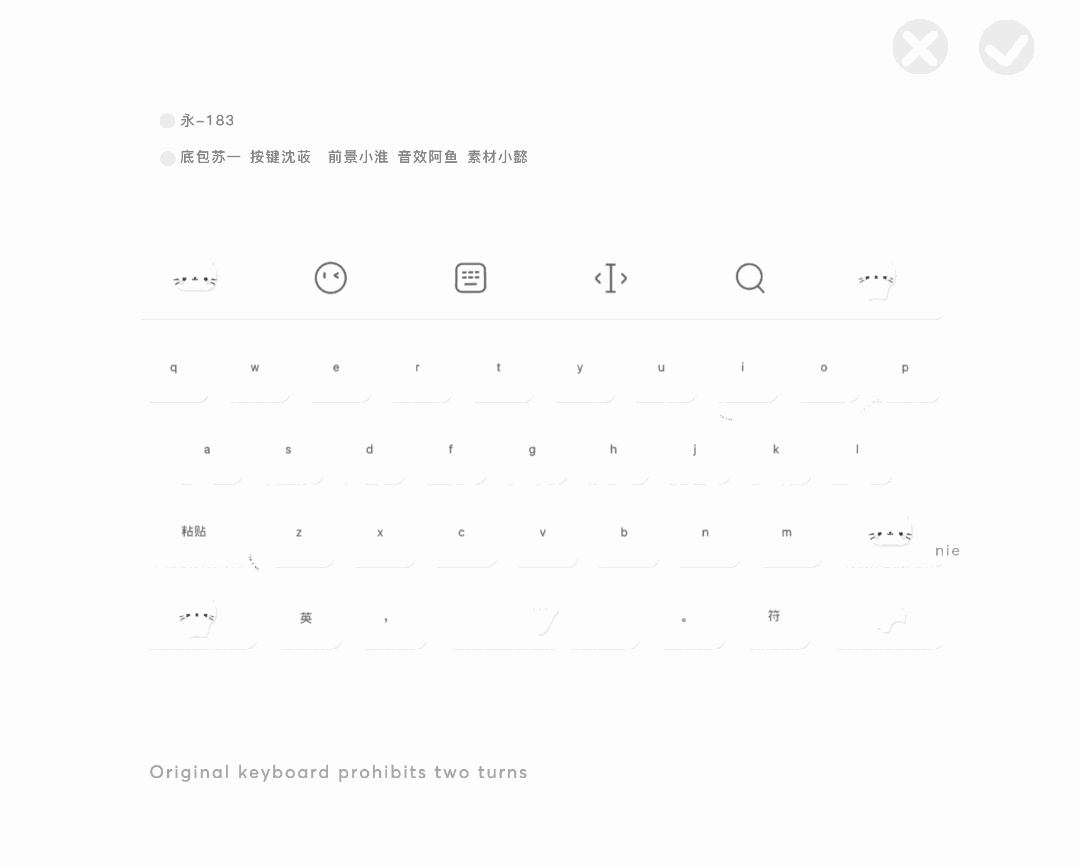 永-183
底包苏一 按键沈莜 前景小淮 音效阿鱼 素材小懿
q w e r t y u i o p
a s d f g h j k l
粘贴 z x c v b n m
nie
英 , 。 符
Original keyboard prohibits two turns